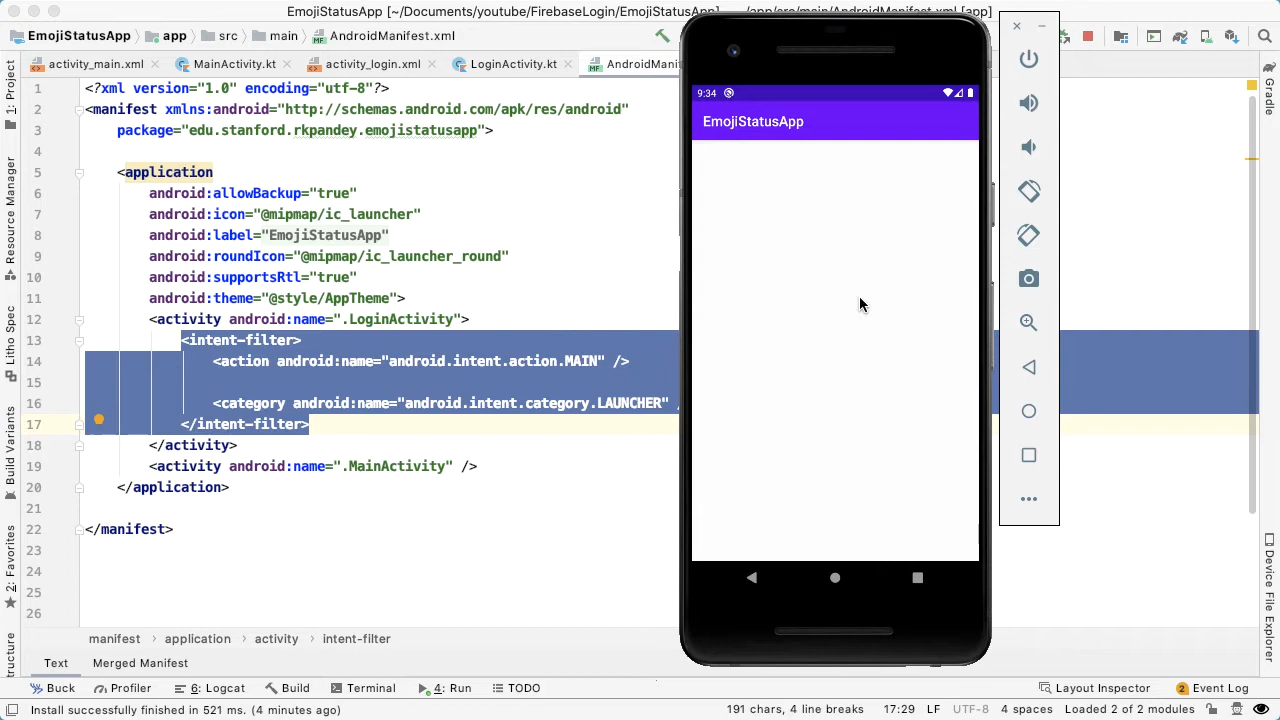 EmojiStatusApp [~/Documents/youtube/FirebaseLogin/EmojiStatusApp] – .../app/src/main/AndroidManifest.xml [app]
EmojiStatusApp › app › src › main › AndroidManifest.xml
activity_main.xml MainActivity.kt activity_login.xml LoginActivity.kt AndroidManif
1: Project
Resource Manager
Litho Spec
Build Variants
2: Favorites
tructure
1 <?xml version="1.0" encoding="utf-8"?>
2 <manifest xmlns:android="http://schemas.android.com/apk/res/android"
3 package="edu.stanford.rkpandey.emojistatusapp">
4
5 <application
6 android:allowBackup="true"
7 android:icon="@mipmap/ic_launcher"
8 android:label="EmojiStatusApp"
9 android:roundIcon="@mipmap/ic_launcher_round"
10 android:supportsRtl="true"
11 android:theme="@style/AppTheme">
12 <activity android:name=".LoginActivity">
13 <intent-filter>
14 <action android:name="android.intent.action.MAIN" />
15
16 <category android:name="android.intent.category.LAUNCHER" /
17 </intent-filter>
18 </activity>
19 <activity android:name=".MainActivity" />
20 </application>
21
22 </manifest>
23
24
25
26
9:34
EmojiStatusApp
Gradle
Device File Explorer
manifest › application › activity › intent-filter
Text Merged Manifest
Buck Profiler 6: Logcat Build Terminal 4: Run TODO Layout Inspector 2 Event Log
Install successfully finished in 521 ms. (4 minutes ago) 191 chars, 4 line breaks 17:29 LF UTF-8 4 spaces Loaded 2 of 2 modules